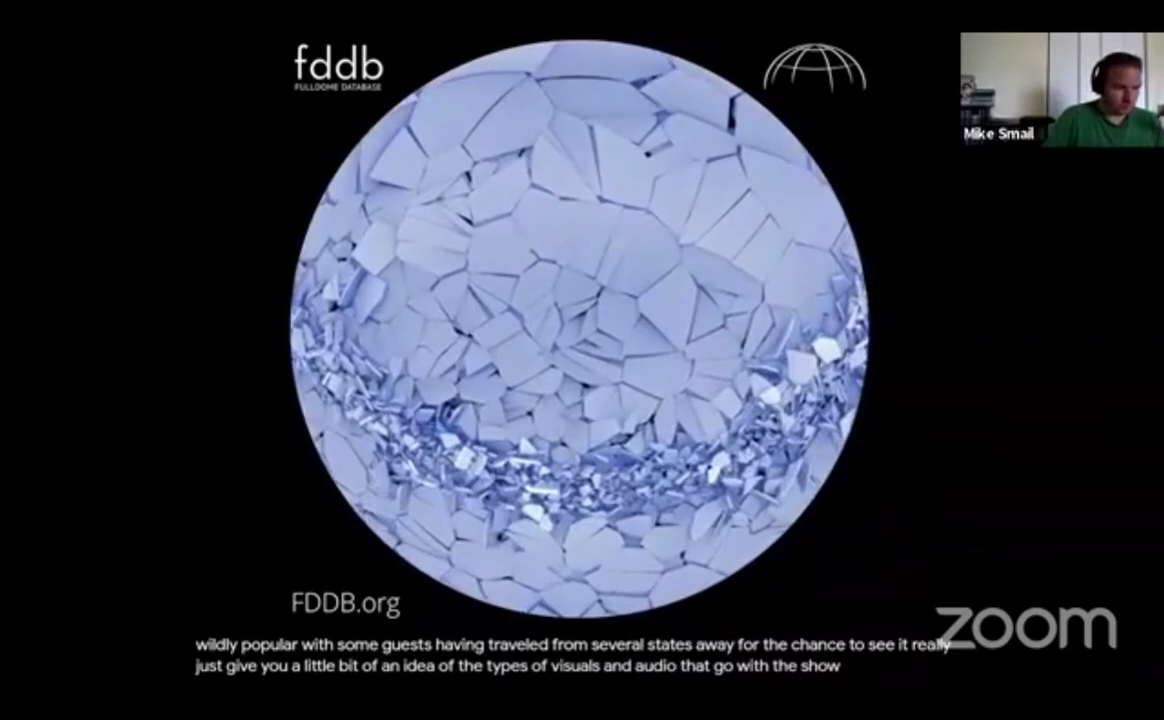 fddb
FULLDOME DATABASE
Mike Smail
FDDB.org
zoom
wildly popular with some guests having traveled from several states away for the chance to see it really
just give you a little bit of an idea of the types of visuals and audio that go with the show